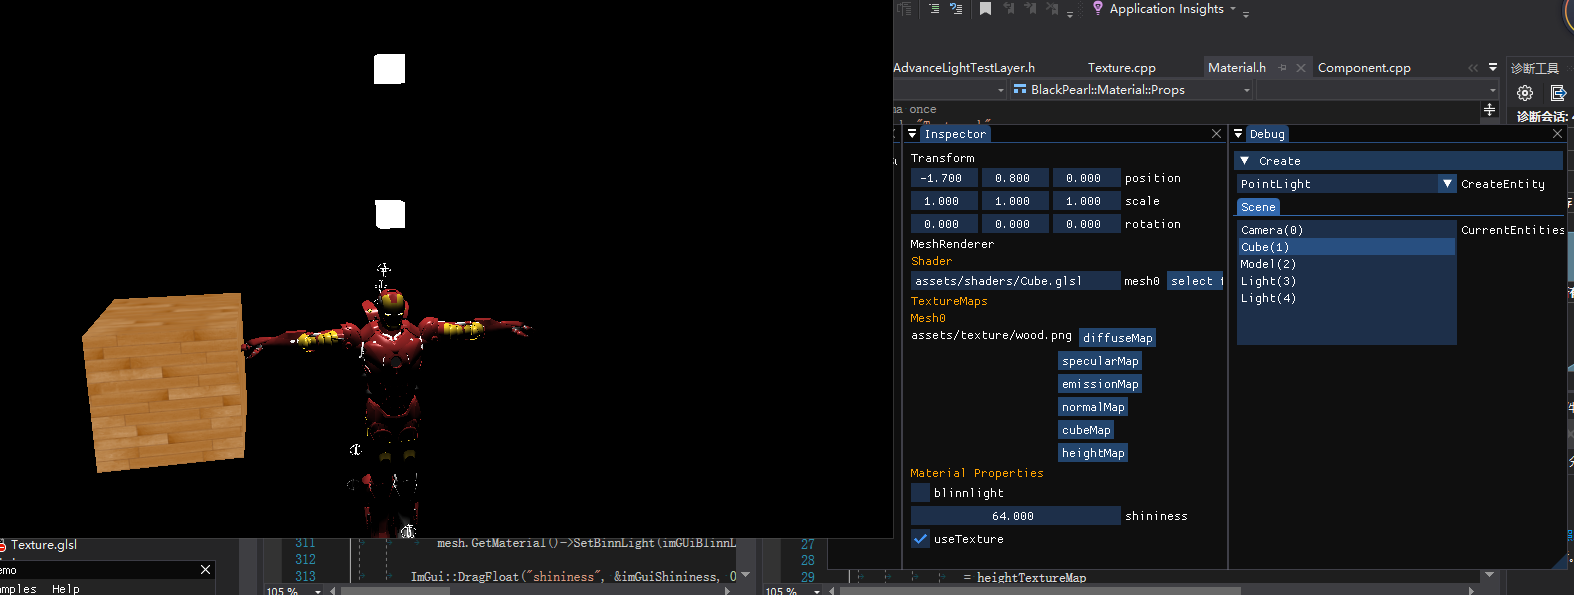 Application Insights
AdvanceLightTestLayer.h
Texture.cpp
Material.h
Component.cpp
诊断工具
BlackPearl::Material::Props
once
诊断会话:
Inspector
Transform
-1.700 0.800 0.000 position
1.000 1.000 1.000 scale
0.000 0.000 0.000 rotation
MeshRenderer
Shader
assets/shaders/Cube.glsl mesh0 select
TextureMaps
Mesh0
assets/texture/wood.png diffuseMap
specularMap
emissionMap
normalMap
cubeMap
heightMap
Material Properties
blinnlight
64.000 shininess
useTexture
Debug
Create
PointLight CreateEntity
Scene
Camera(0) CurrentEntities
Cube(1)
Model(2)
Light(3)
Light(4)
Texture.glsl
emo
amples Help
311 mesh.GetMaterial()->SetBinnLight(imGUiBlinnL
312
313 ImGui::DragFloat("shininess", &imGuiShininess, 0
105 %
27
28
29 = heightTextureMap
105 %